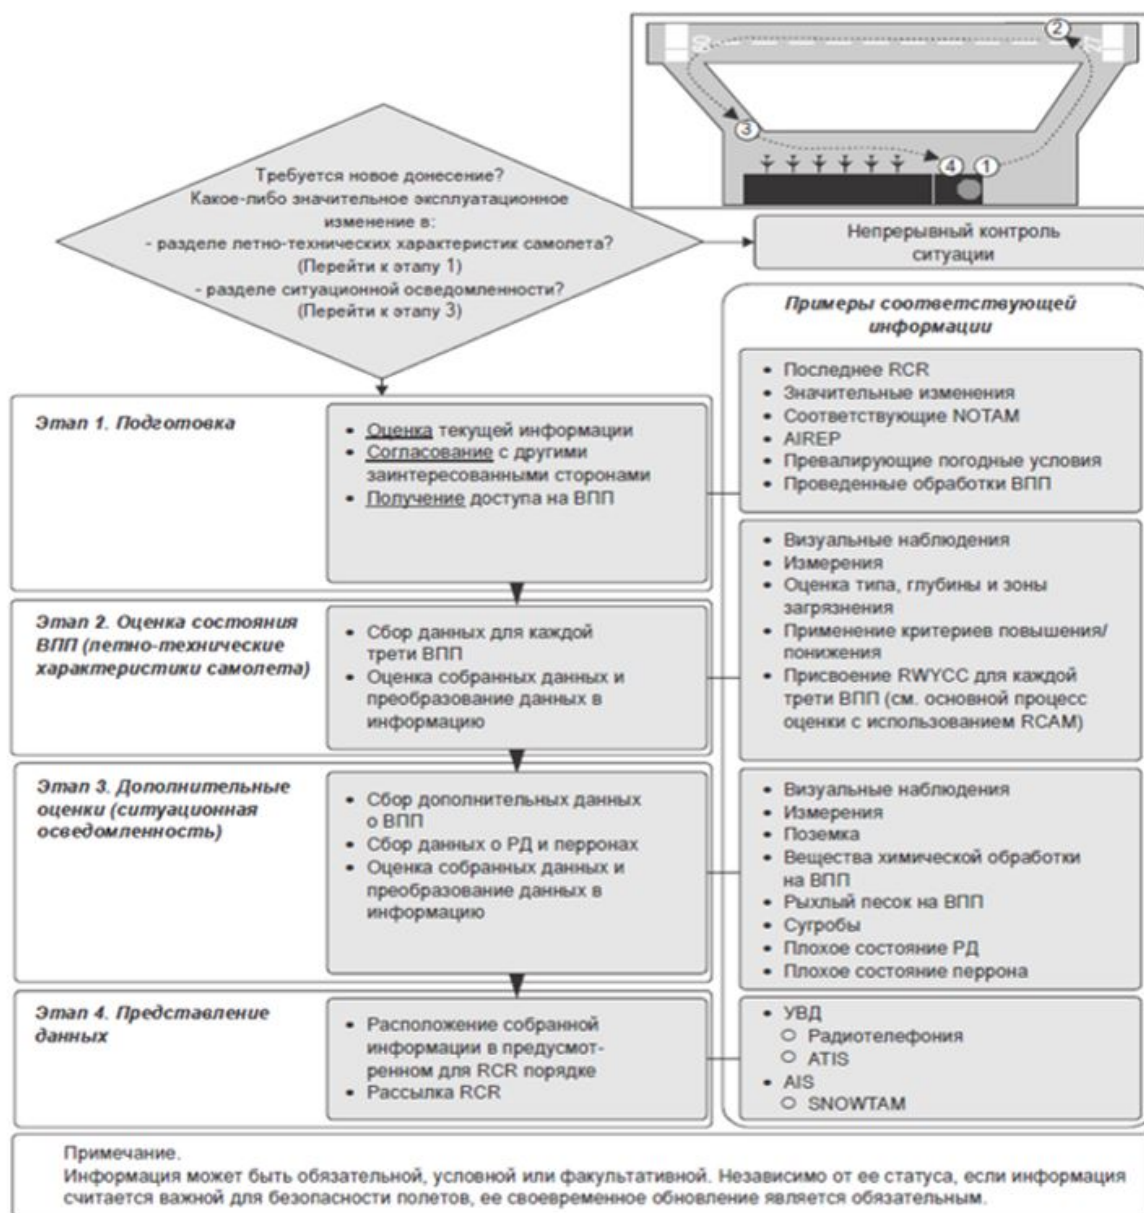 09
27
2
3
4
1
Требуется новое донесение?
Какое-либо значительное эксплуатационное
изменение в:
- разделе летно-технических характеристик самолета?
(Перейти к этапу 1)
- разделе ситуационной осведомленности?
(Перейти к этапу 3)
Непрерывный контроль
ситуации
Примеры соответствующей
информации
Этап 1. Подготовка
• Оценка текущей информации
• Согласование с другими
заинтересованными сторонами
• Получение доступа на ВПП
• Последнее RCR
• Значительные изменения
• Соответствующие NOTAM
• AIREP
• Превалирующие погодные условия
• Проведенные обработки ВПП
Этап 2. Оценка состояния
ВПП (летно-технические
характеристики самолета)
• Сбор данных для каждой
трети ВПП
• Оценка собранных данных и
преобразование данных в
информацию
• Визуальные наблюдения
• Измерения
• Оценка типа, глубины и зоны
загрязнения
• Применение критериев повышения/
понижения
• Присвоение RWYCC для каждой
трети ВПП (см. основной процесс
оценки с использованием RCAM)
Этап 3. Дополнительные
оценки (ситуационная
осведомленность)
• Сбор дополнительных данных
о ВПП
• Сбор данных о РД и перронах
• Оценка собранных данных и
преобразование данных в
информацию
• Визуальные наблюдения
• Измерения
• Поземка
• Вещества химической обработки
на ВПП
• Рыхлый песок на ВПП
• Сугробы
• Плохое состояние РД
• Плохое состояние перрона
Этап 4. Представление
данных
• Расположение собранной
информации в предусмот-
ренном для RCR порядке
• Рассылка RCR
• УВД
○ Радиотелефония
○ ATIS
• AIS
○ SNOWTAM
Примечание.
Информация может быть обязательной, условной или факультативной. Независимо от ее статуса, если информация
считается важной для безопасности полетов, ее своевременное обновление является обязательным.